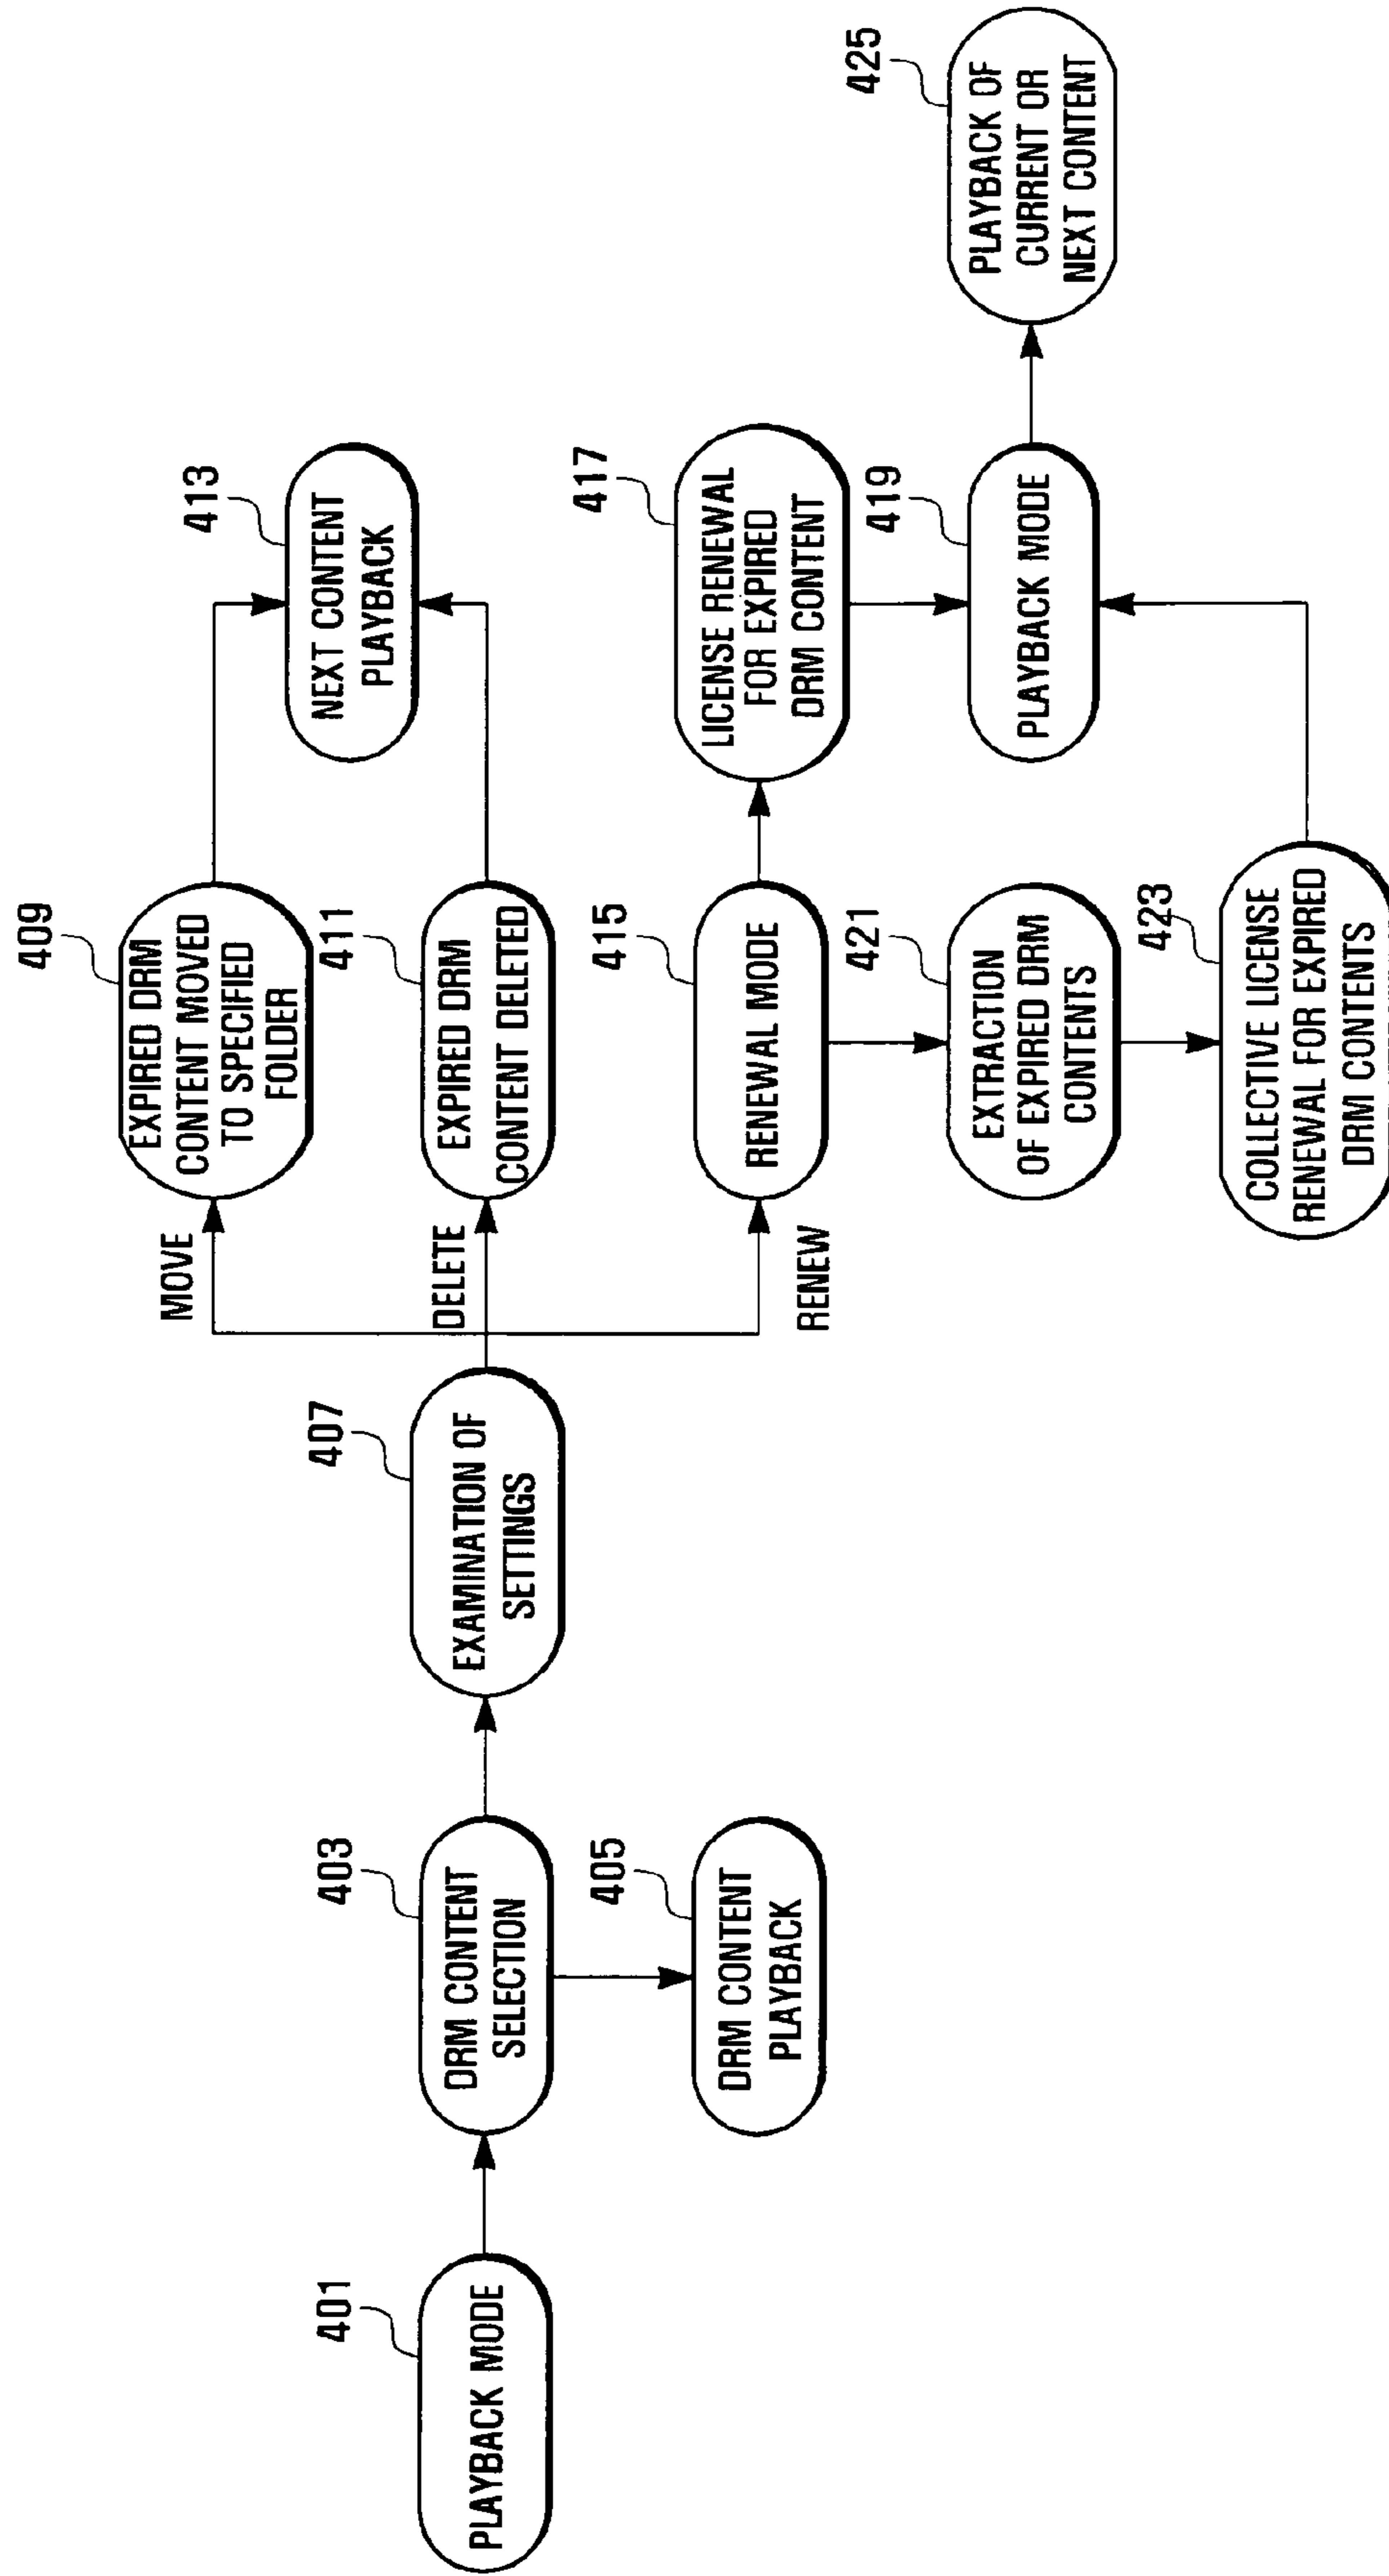 401
PLAYBACK MODE
403
DRM CONTENT
SELECTION
405
DRM CONTENT
PLAYBACK
407
EXAMINATION OF
SETTINGS
MOVE
DELETE
RENEW
409
EXPIRED DRM
CONTENT MOVED
TO SPECIFIED
FOLDER
411
EXPIRED DRM
CONTENT DELETED
413
NEXT CONTENT
PLAYBACK
415
RENEWAL MODE
417
LICENSE RENEWAL
FOR EXPIRED
DRM CONTENT
419
PLAYBACK MODE
421
EXTRACTION
OF EXPIRED DRM
CONTENTS
423
COLLECTIVE LICENSE
RENEWAL FOR EXPIRED
DRM CONTENTS
425
PLAYBACK OF
CURRENT OR
NEXT CONTENT